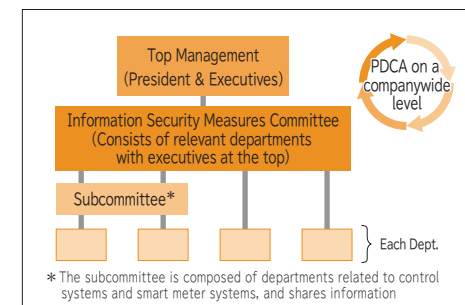 Top Management
(President & Executives)
PDCA on a
companywide
level
Information Security Measures Committee
(Consists of relevant departments
with executives at the top)
Subcommittee*
Each Dept.
* The subcommittee is composed of departments related to control
systems and smart meter systems, and shares information